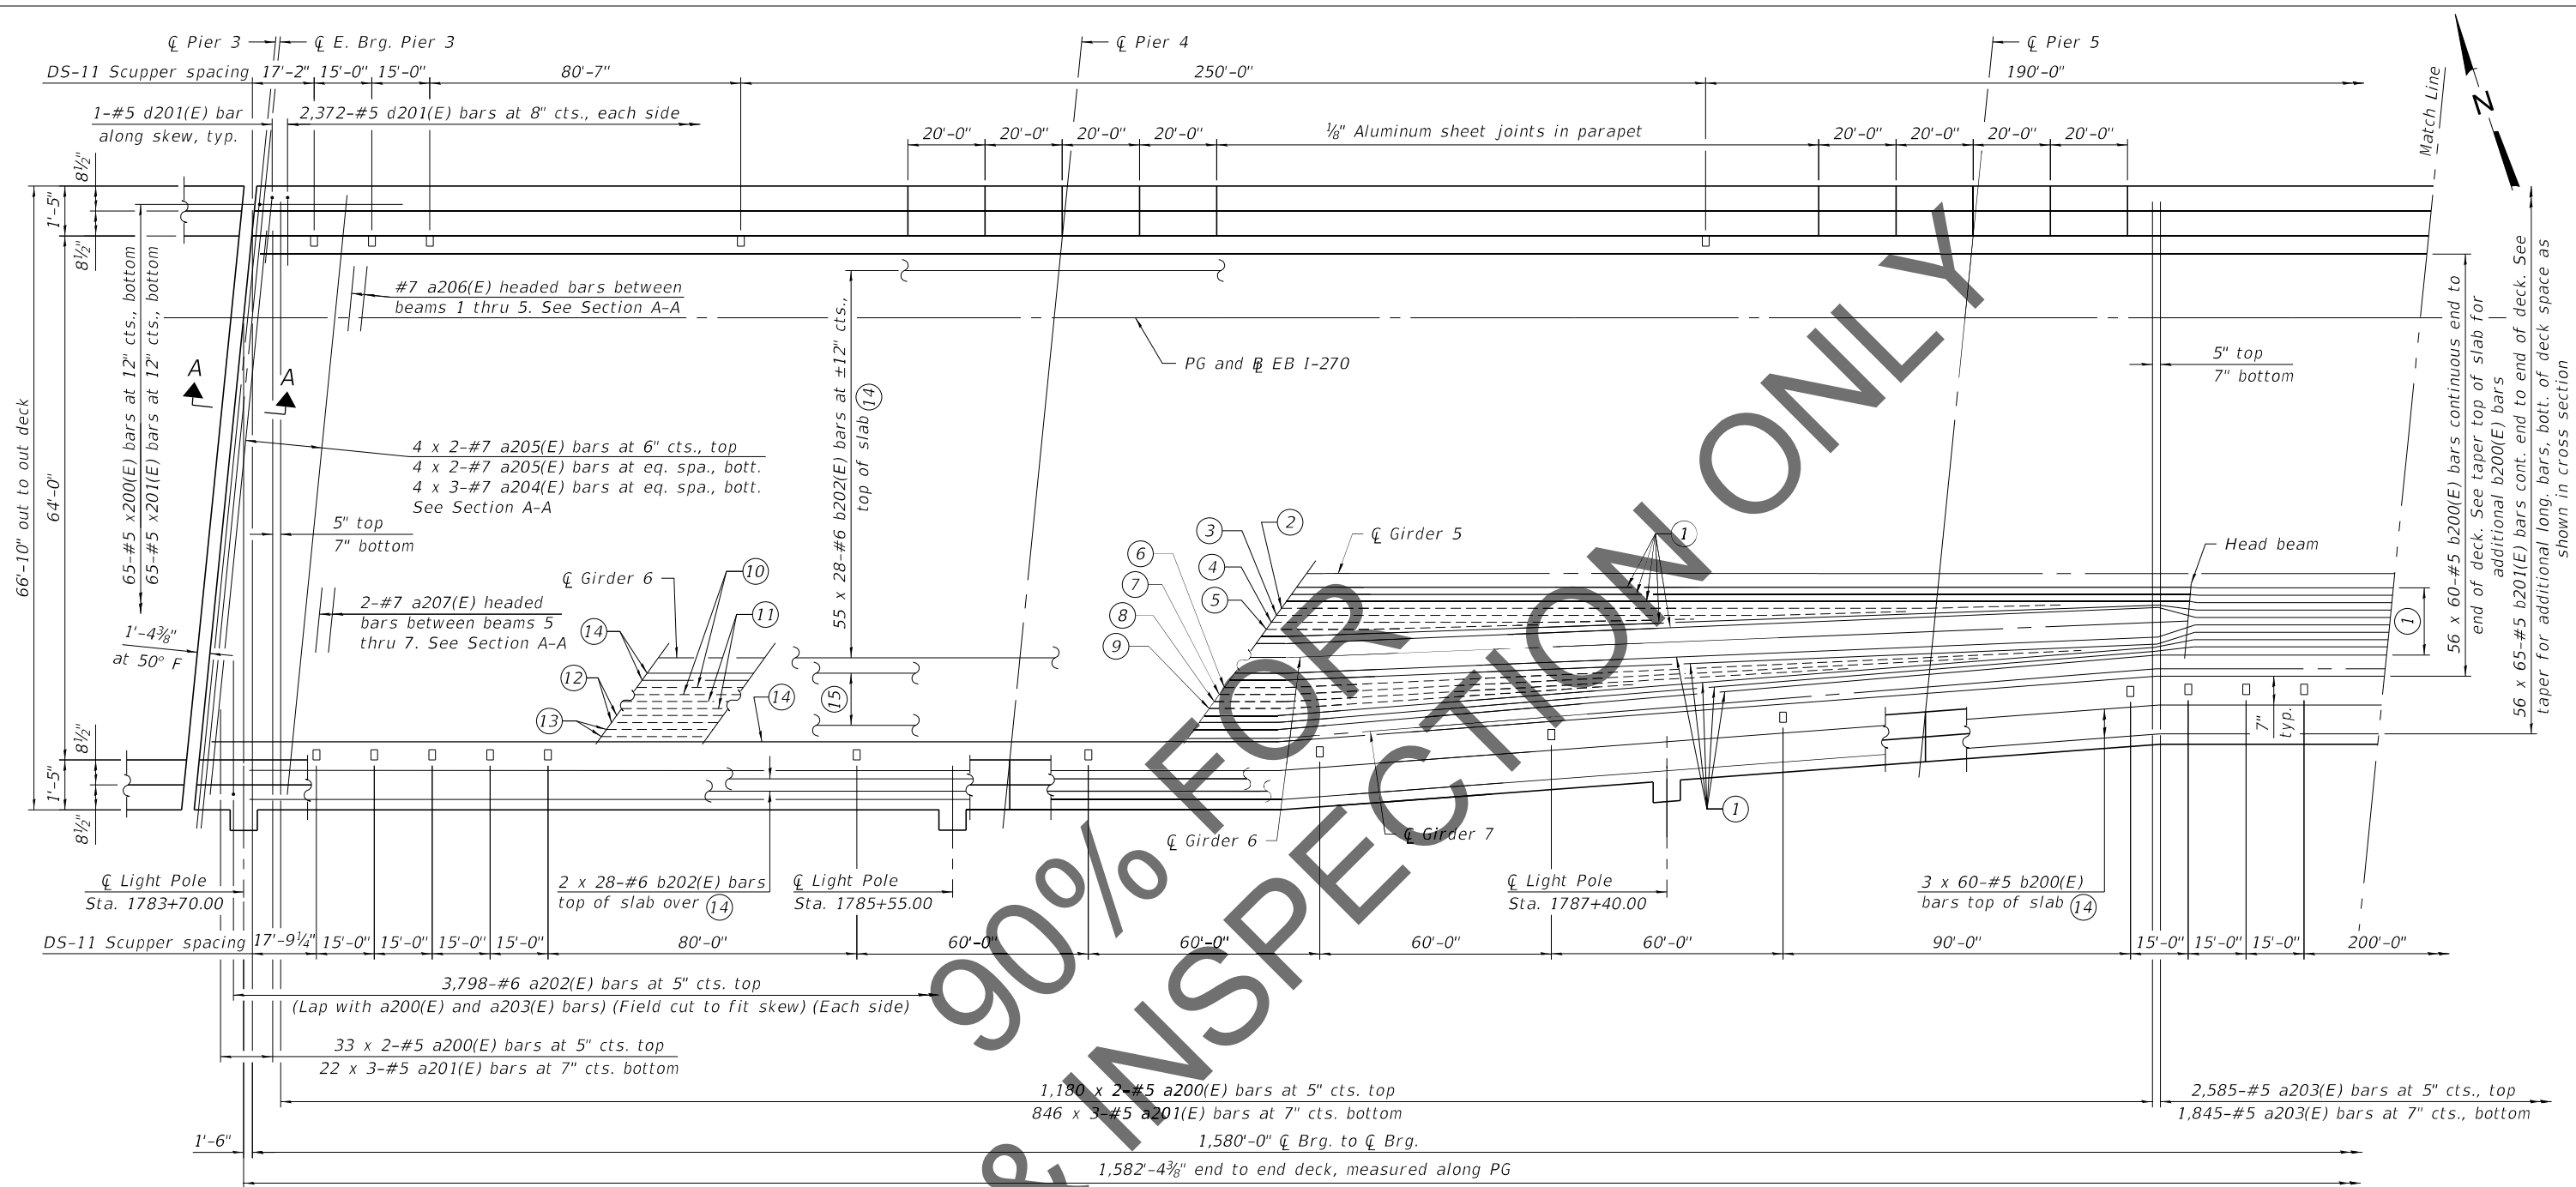 ℄ Pier 3
℄ E. Brg. Pier 3
℄ Pier 4
℄ Pier 5
DS-11 Scupper spacing
17'-2"
15'-0"
15'-0"
80'-7"
250'-0"
190'-0"
Match Line
N
1-#5 d201(E) bar
along skew, typ.
2,372-#5 d201(E) bars at 8" cts., each side
20'-0"
20'-0"
20'-0"
20'-0"
⅛" Aluminum sheet joints in parapet
20'-0"
20'-0"
20'-0"
20'-0"
8½"
1'-5"
8½"
66'-10" out to out deck
64'-0"
65-#5 x200(E) bars at 12" cts., bottom
65-#5 x201(E) bars at 12" cts., bottom
#7 a206(E) headed bars between
beams 1 thru 5. See Section A-A
A
A
PG and ⅊ EB I-270
55 x 28-#6 b202(E) bars at ±12" cts.,
top of slab 14
5" top
7" bottom
56 x 60-#5 b200(E) bars continuous end to
end of deck. See taper top of slab for
additional b200(E) bars
56 x 65-#5 b201(E) bars cont. end to end of deck. See
taper for additional long. bars, bott. of deck space as
shown in cross section
4 x 2-#7 a205(E) bars at 6" cts., top
4 x 2-#7 a205(E) bars at eq. spa., bott.
4 x 3-#7 a204(E) bars at eq. spa., bott.
See Section A-A
5" top
7" bottom
2
3
4
5
6
7
8
9
℄ Girder 5
1
Head beam
℄ Girder 6
10
11
2-#7 a207(E) headed
bars between beams 5
thru 7. See Section A-A
14
12
13
15
14
1
1'-4⅜"
at 50° F
7"
typ.
8½"
1'-5"
8½"
1
℄ Girder 6
℄ Girder 7
℄ Light Pole
Sta. 1783+70.00
2 x 28-#6 b202(E) bars
top of slab over 14
℄ Light Pole
Sta. 1785+55.00
℄ Light Pole
Sta. 1787+40.00
3 x 60-#5 b200(E)
bars top of slab 14
DS-11 Scupper spacing
17'-9¼"
15'-0"
15'-0"
15'-0"
15'-0"
80'-0"
60'-0"
60'-0"
60'-0"
60'-0"
90'-0"
15'-0"
15'-0"
15'-0"
200'-0"
3,798-#6 a202(E) bars at 5" cts. top
(Lap with a200(E) and a203(E) bars) (Field cut to fit skew) (Each side)
33 x 2-#5 a200(E) bars at 5" cts. top
22 x 3-#5 a201(E) bars at 7" cts. bottom
1,180 x 2-#5 a200(E) bars at 5" cts. top
846 x 3-#5 a201(E) bars at 7" cts. bottom
2,585-#5 a203(E) bars at 5" cts., top
1,845-#5 a203(E) bars at 7" cts., bottom
1'-6"
1,580'-0" ℄ Brg. to ℄ Brg.
1,582'-4⅜" end to end deck, measured along PG
90% FOR
& INSPECTION ONLY